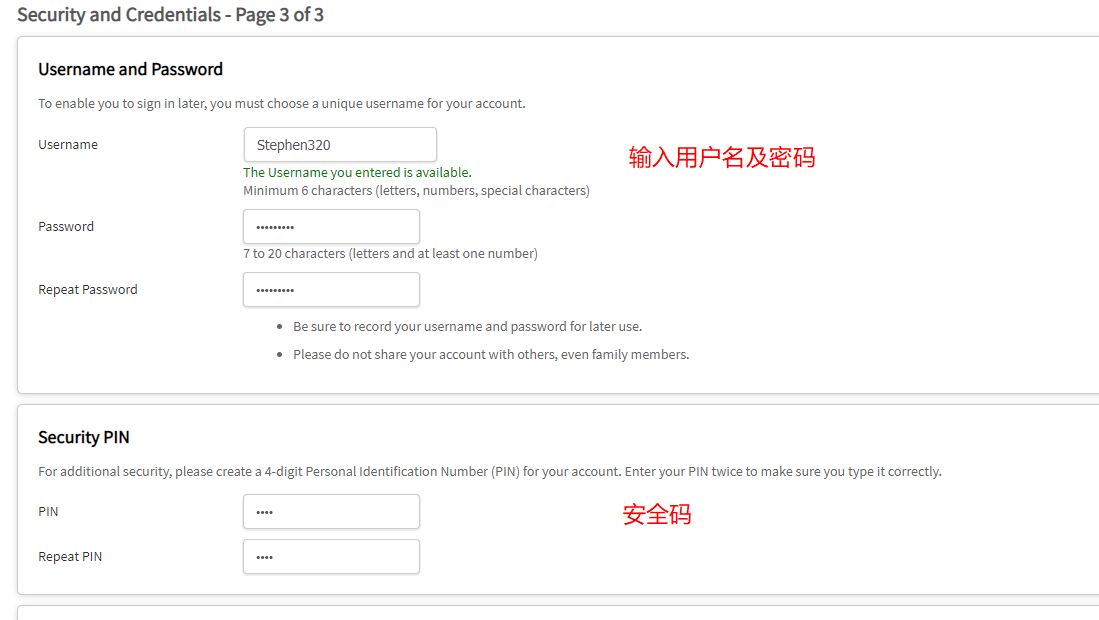 Security and Credentials - Page 3 of 3
Username and Password
To enable you to sign in later, you must choose a unique username for your account.
Username
Stephen320
输入用户名及密码
The Username you entered is available.
Minimum 6 characters (letters, numbers, special characters)
Password
•••••••••
7 to 20 characters (letters and at least one number)
Repeat Password
•••••••••
• Be sure to record your username and password for later use.
• Please do not share your account with others, even family members.
Security PIN
For additional security, please create a 4-digit Personal Identification Number (PIN) for your account. Enter your PIN twice to make sure you type it correctly.
PIN
••••
安全码
Repeat PIN
••••